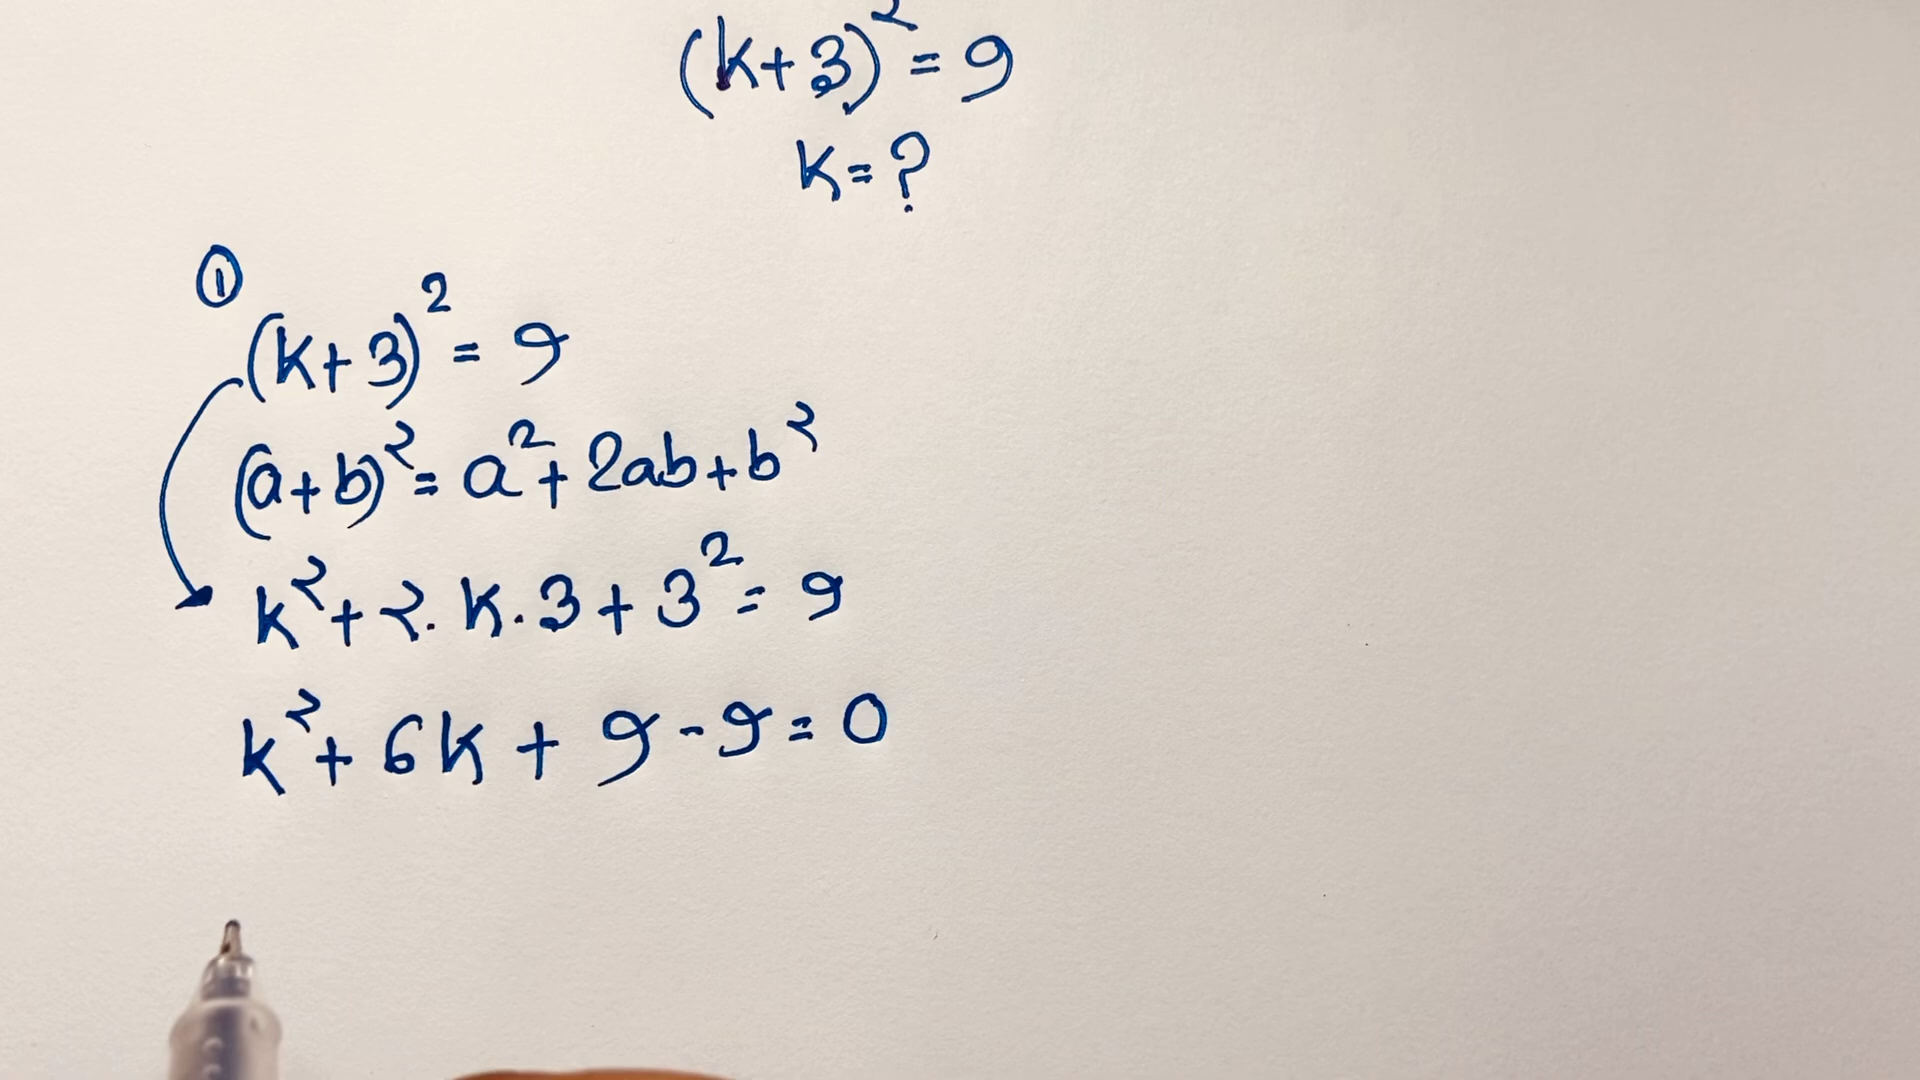 (k+3)²=9
k=?
①
(k+3)²=9
(a+b)²=a²+2ab+b²
k²+2.k.3+3²=9
k²+6k+9-9=0